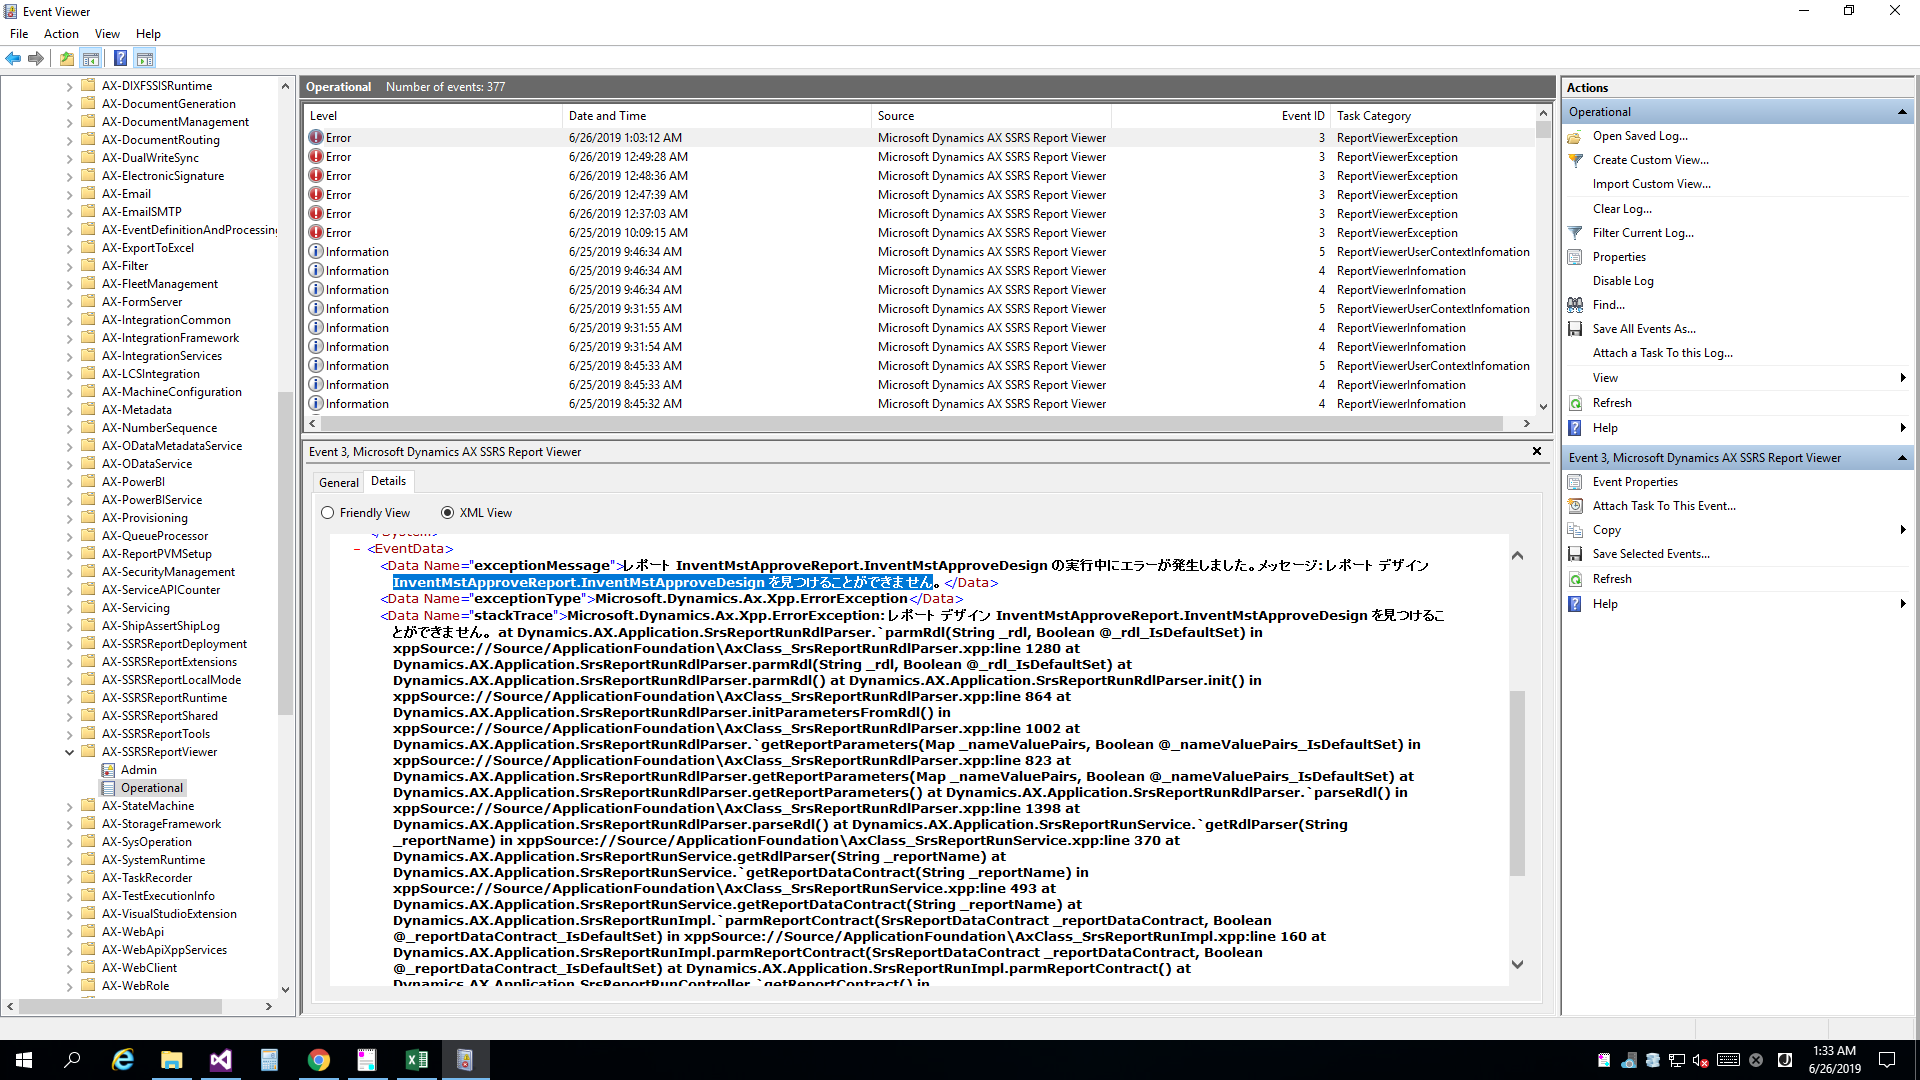 Event Viewer
File Action View Help
AX-DIXFSSISRuntime
AX-DocumentGeneration
AX-DocumentManagement
AX-DocumentRouting
AX-DualWriteSync
AX-ElectronicSignature
AX-Email
AX-EmailSMTP
AX-EventDefinitionAndProcessing
AX-ExportToExcel
AX-Filter
AX-FleetManagement
AX-FormServer
AX-IntegrationCommon
AX-IntegrationFramework
AX-IntegrationServices
AX-LCSIntegration
AX-MachineConfiguration
AX-Metadata
AX-NumberSequence
AX-ODataMetadataService
AX-ODataService
AX-PowerBI
AX-PowerBIService
AX-Provisioning
AX-QueueProcessor
AX-ReportPVMSetup
AX-SecurityManagement
AX-ServiceAPICounter
AX-Servicing
AX-ShipAssertShipLog
AX-SSRSReportDeployment
AX-SSRSReportExtensions
AX-SSRSReportLocalMode
AX-SSRSReportRuntime
AX-SSRSReportShared
AX-SSRSReportTools
AX-SSRSReportViewer
Admin
Operational
AX-StateMachine
AX-StorageFramework
AX-SysOperation
AX-SystemRuntime
AX-TaskRecorder
AX-TestExecutionInfo
AX-VisualStudioExtension
AX-WebApi
AX-WebApiXppServices
AX-WebClient
AX-WebRole
Operational Number of events: 377
Level Date and Time Source Event ID Task Category
Error 6/26/2019 1:03:12 AM Microsoft Dynamics AX SSRS Report Viewer 3 ReportViewerException
Error 6/26/2019 12:49:28 AM Microsoft Dynamics AX SSRS Report Viewer 3 ReportViewerException
Error 6/26/2019 12:48:36 AM Microsoft Dynamics AX SSRS Report Viewer 3 ReportViewerException
Error 6/26/2019 12:47:39 AM Microsoft Dynamics AX SSRS Report Viewer 3 ReportViewerException
Error 6/26/2019 12:37:03 AM Microsoft Dynamics AX SSRS Report Viewer 3 ReportViewerException
Error 6/25/2019 10:09:15 AM Microsoft Dynamics AX SSRS Report Viewer 3 ReportViewerException
Information 6/25/2019 9:46:34 AM Microsoft Dynamics AX SSRS Report Viewer 5 ReportViewerUserContextInfomation
Information 6/25/2019 9:46:34 AM Microsoft Dynamics AX SSRS Report Viewer 4 ReportViewerInfomation
Information 6/25/2019 9:46:34 AM Microsoft Dynamics AX SSRS Report Viewer 4 ReportViewerInfomation
Information 6/25/2019 9:31:55 AM Microsoft Dynamics AX SSRS Report Viewer 5 ReportViewerUserContextInfomation
Information 6/25/2019 9:31:55 AM Microsoft Dynamics AX SSRS Report Viewer 4 ReportViewerInfomation
Information 6/25/2019 9:31:54 AM Microsoft Dynamics AX SSRS Report Viewer 4 ReportViewerInfomation
Information 6/25/2019 8:45:33 AM Microsoft Dynamics AX SSRS Report Viewer 5 ReportViewerUserContextInfomation
Information 6/25/2019 8:45:33 AM Microsoft Dynamics AX SSRS Report Viewer 4 ReportViewerInfomation
Information 6/25/2019 8:45:32 AM Microsoft Dynamics AX SSRS Report Viewer 4 ReportViewerInfomation
Event 3, Microsoft Dynamics AX SSRS Report Viewer
General Details
Friendly View XML View
</System>
– <EventData>
<Data Name="exceptionMessage">レポート InventMstApproveReport.InventMstApproveDesign の実行中にエラーが発生しました。メッセージ: レポート デザイン
InventMstApproveReport.InventMstApproveDesign を見つけることができません。</Data>
<Data Name="exceptionType">Microsoft.Dynamics.Ax.Xpp.ErrorException</Data>
<Data Name="stackTrace">Microsoft.Dynamics.Ax.Xpp.ErrorException: レポート デザイン InventMstApproveReport.InventMstApproveDesign を見つけるこ
とができません。 at Dynamics.AX.Application.SrsReportRunRdlParser.`parmRdl(String _rdl, Boolean @_rdl_IsDefaultSet) in
xppSource://Source/ApplicationFoundation\AxClass_SrsReportRunRdlParser.xpp:line 1280 at
Dynamics.AX.Application.SrsReportRunRdlParser.parmRdl(String _rdl, Boolean @_rdl_IsDefaultSet) at
Dynamics.AX.Application.SrsReportRunRdlParser.parmRdl() at Dynamics.AX.Application.SrsReportRunRdlParser.init() in
xppSource://Source/ApplicationFoundation\AxClass_SrsReportRunRdlParser.xpp:line 864 at
Dynamics.AX.Application.SrsReportRunRdlParser.initParametersFromRdl() in
xppSource://Source/ApplicationFoundation\AxClass_SrsReportRunRdlParser.xpp:line 1002 at
Dynamics.AX.Application.SrsReportRunRdlParser.`getReportParameters(Map _nameValuePairs, Boolean @_nameValuePairs_IsDefaultSet) in
xppSource://Source/ApplicationFoundation\AxClass_SrsReportRunRdlParser.xpp:line 823 at
Dynamics.AX.Application.SrsReportRunRdlParser.getReportParameters(Map _nameValuePairs, Boolean @_nameValuePairs_IsDefaultSet) at
Dynamics.AX.Application.SrsReportRunRdlParser.getReportParameters() at Dynamics.AX.Application.SrsReportRunRdlParser.`parseRdl() in
xppSource://Source/ApplicationFoundation\AxClass_SrsReportRunRdlParser.xpp:line 1398 at
Dynamics.AX.Application.SrsReportRunRdlParser.parseRdl() at Dynamics.AX.Application.SrsReportRunService.`getRdlParser(String
_reportName) in xppSource://Source/ApplicationFoundation\AxClass_SrsReportRunService.xpp:line 370 at
Dynamics.AX.Application.SrsReportRunService.getRdlParser(String _reportName) at
Dynamics.AX.Application.SrsReportRunService.`getReportDataContract(String _reportName) in
xppSource://Source/ApplicationFoundation\AxClass_SrsReportRunService.xpp:line 493 at
Dynamics.AX.Application.SrsReportRunService.getReportDataContract(String _reportName) at
Dynamics.AX.Application.SrsReportRunImpl.`parmReportContract(SrsReportDataContract _reportDataContract, Boolean
@_reportDataContract_IsDefaultSet) in xppSource://Source/ApplicationFoundation\AxClass_SrsReportRunImpl.xpp:line 160 at
Dynamics.AX.Application.SrsReportRunImpl.parmReportContract(SrsReportDataContract _reportDataContract, Boolean
@_reportDataContract_IsDefaultSet) at Dynamics.AX.Application.SrsReportRunImpl.parmReportContract() at
Dynamics.AX.Application.SrsReportRunController.`getReportContract() in
Actions
Operational
Open Saved Log...
Create Custom View...
Import Custom View...
Clear Log...
Filter Current Log...
Properties
Disable Log
Find...
Save All Events As...
Attach a Task To this Log...
View
Refresh
Help
Event 3, Microsoft Dynamics AX SSRS Report Viewer
Event Properties
Attach Task To This Event...
Copy
Save Selected Events...
Refresh
Help
1:33 AM
6/26/2019